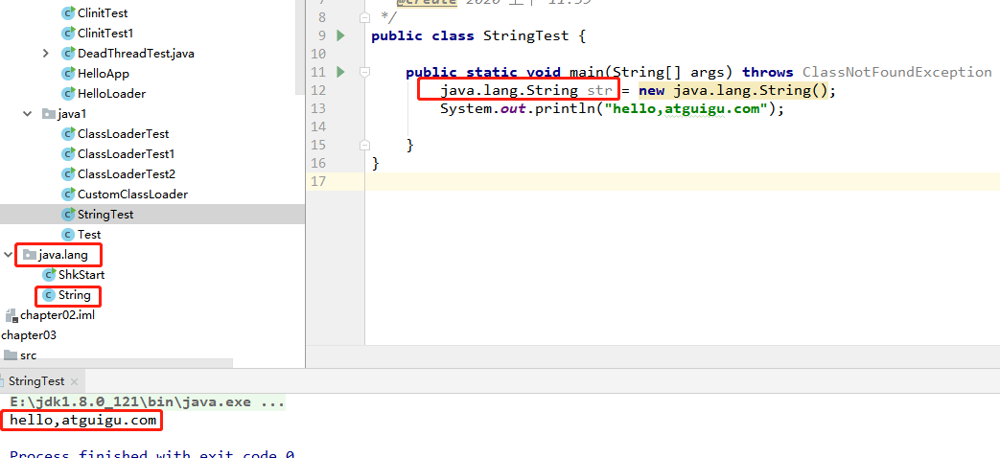 ClinitTest
ClinitTest1
DeadThreadTest.java
HelloApp
HelloLoader
java1
ClassLoaderTest
ClassLoaderTest1
ClassLoaderTest2
CustomClassLoader
StringTest
Test
java.lang
ShkStart
String
chapter02.iml
chapter03
src
7 @create 2020 上午 11:39
8 */
9 public class StringTest {
10
11 public static void main(String[] args) throws ClassNotFoundException
12 java.lang.String str = new java.lang.String();
13 System.out.println("hello,atguigu.com");
14
15 }
16 }
17
StringTest ×
E:\jdk1.8.0_121\bin\java.exe ...
hello,atguigu.com
Process finished with exit code 0